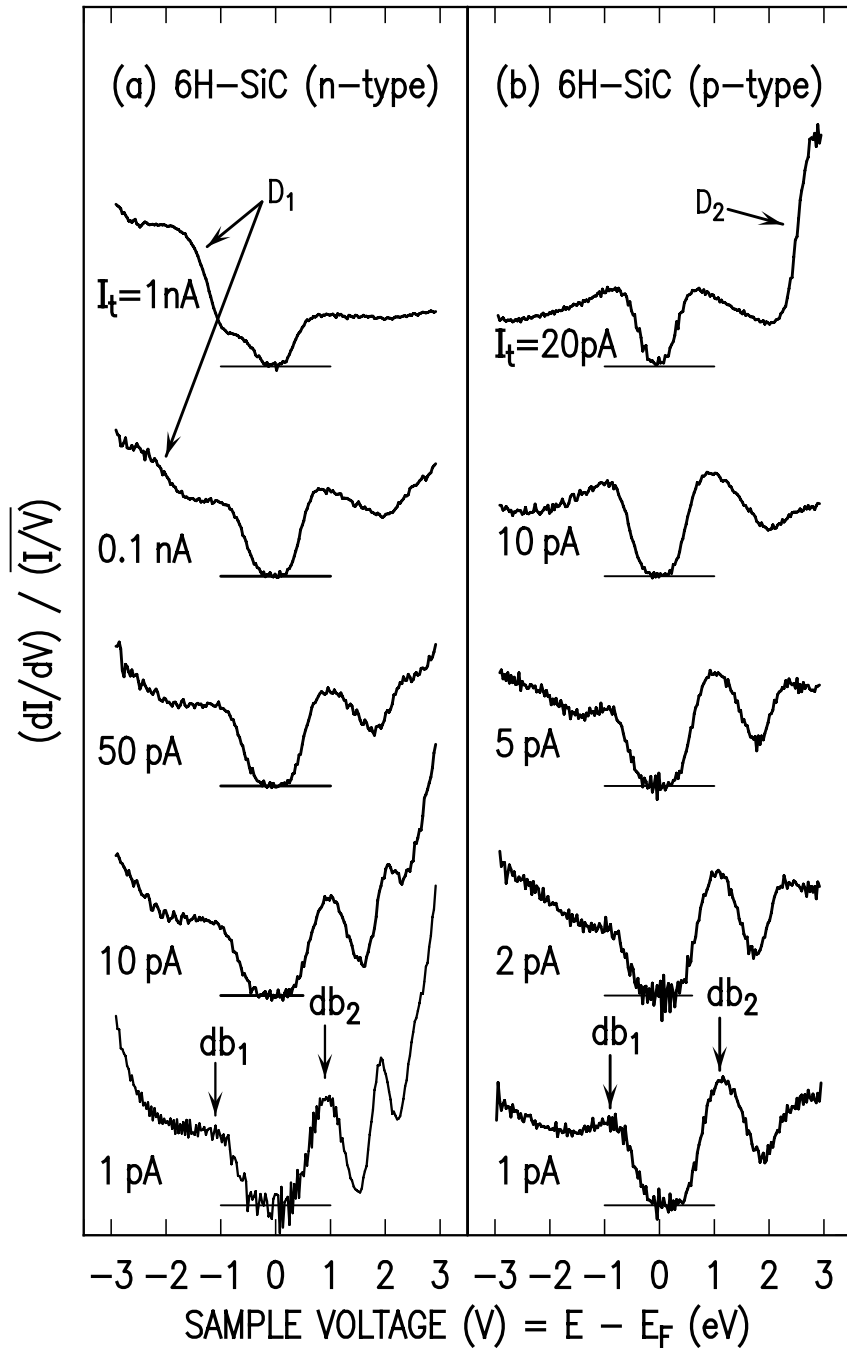 (a) 6H−SiC (n−type)
D₁
Iₜ=1nA
0.1 nA
50 pA
10 pA
db₁
db₂
1 pA
(b) 6H−SiC (p−type)
D₂
Iₜ=20pA
10 pA
5 pA
2 pA
db₁
db₂
1 pA
(dI/dV) / (I/V)
−3 −2 −1 0 1 2 3
−3 −2 −1 0 1 2 3
SAMPLE VOLTAGE (V) = E − E_F (eV)